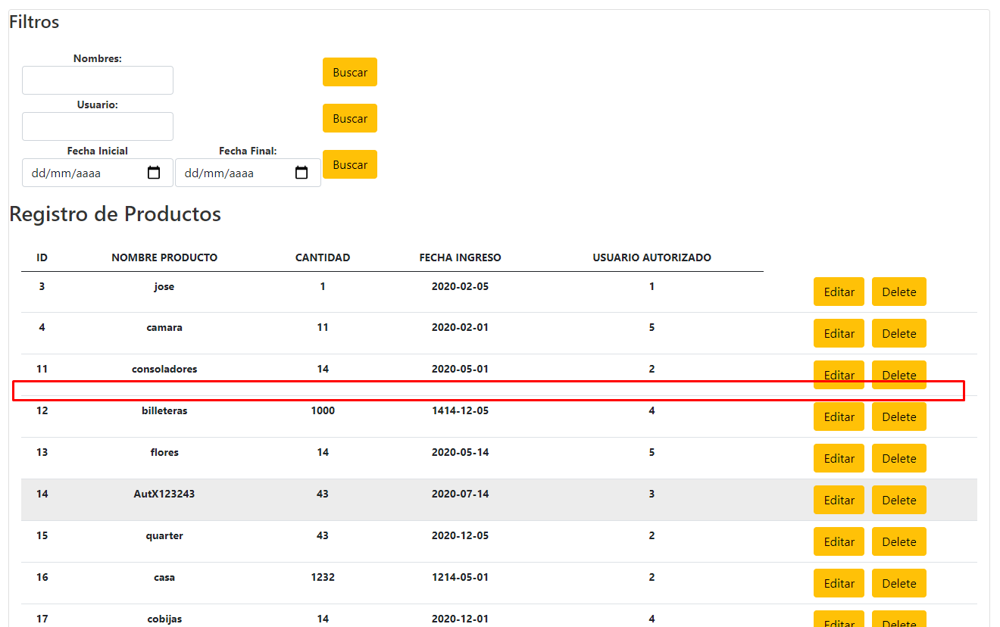 Filtros
Nombres:
Buscar
Usuario:
Buscar
Fecha Inicial Fecha Final:
dd/mm/aaaa dd/mm/aaaa Buscar
Registro de Productos
ID NOMBRE PRODUCTO CANTIDAD FECHA INGRESO USUARIO AUTORIZADO
3 jose 1 2020-02-05 1 Editar Delete
4 camara 11 2020-02-01 5 Editar Delete
11 consoladores 14 2020-05-01 2 Editar Delete
12 billeteras 1000 1414-12-05 4 Editar Delete
13 flores 14 2020-05-14 5 Editar Delete
14 AutX123243 43 2020-07-14 3 Editar Delete
15 quarter 43 2020-12-05 2 Editar Delete
16 casa 1232 1214-05-01 2 Editar Delete
17 cobijas 14 2020-12-01 4 Editar Delete